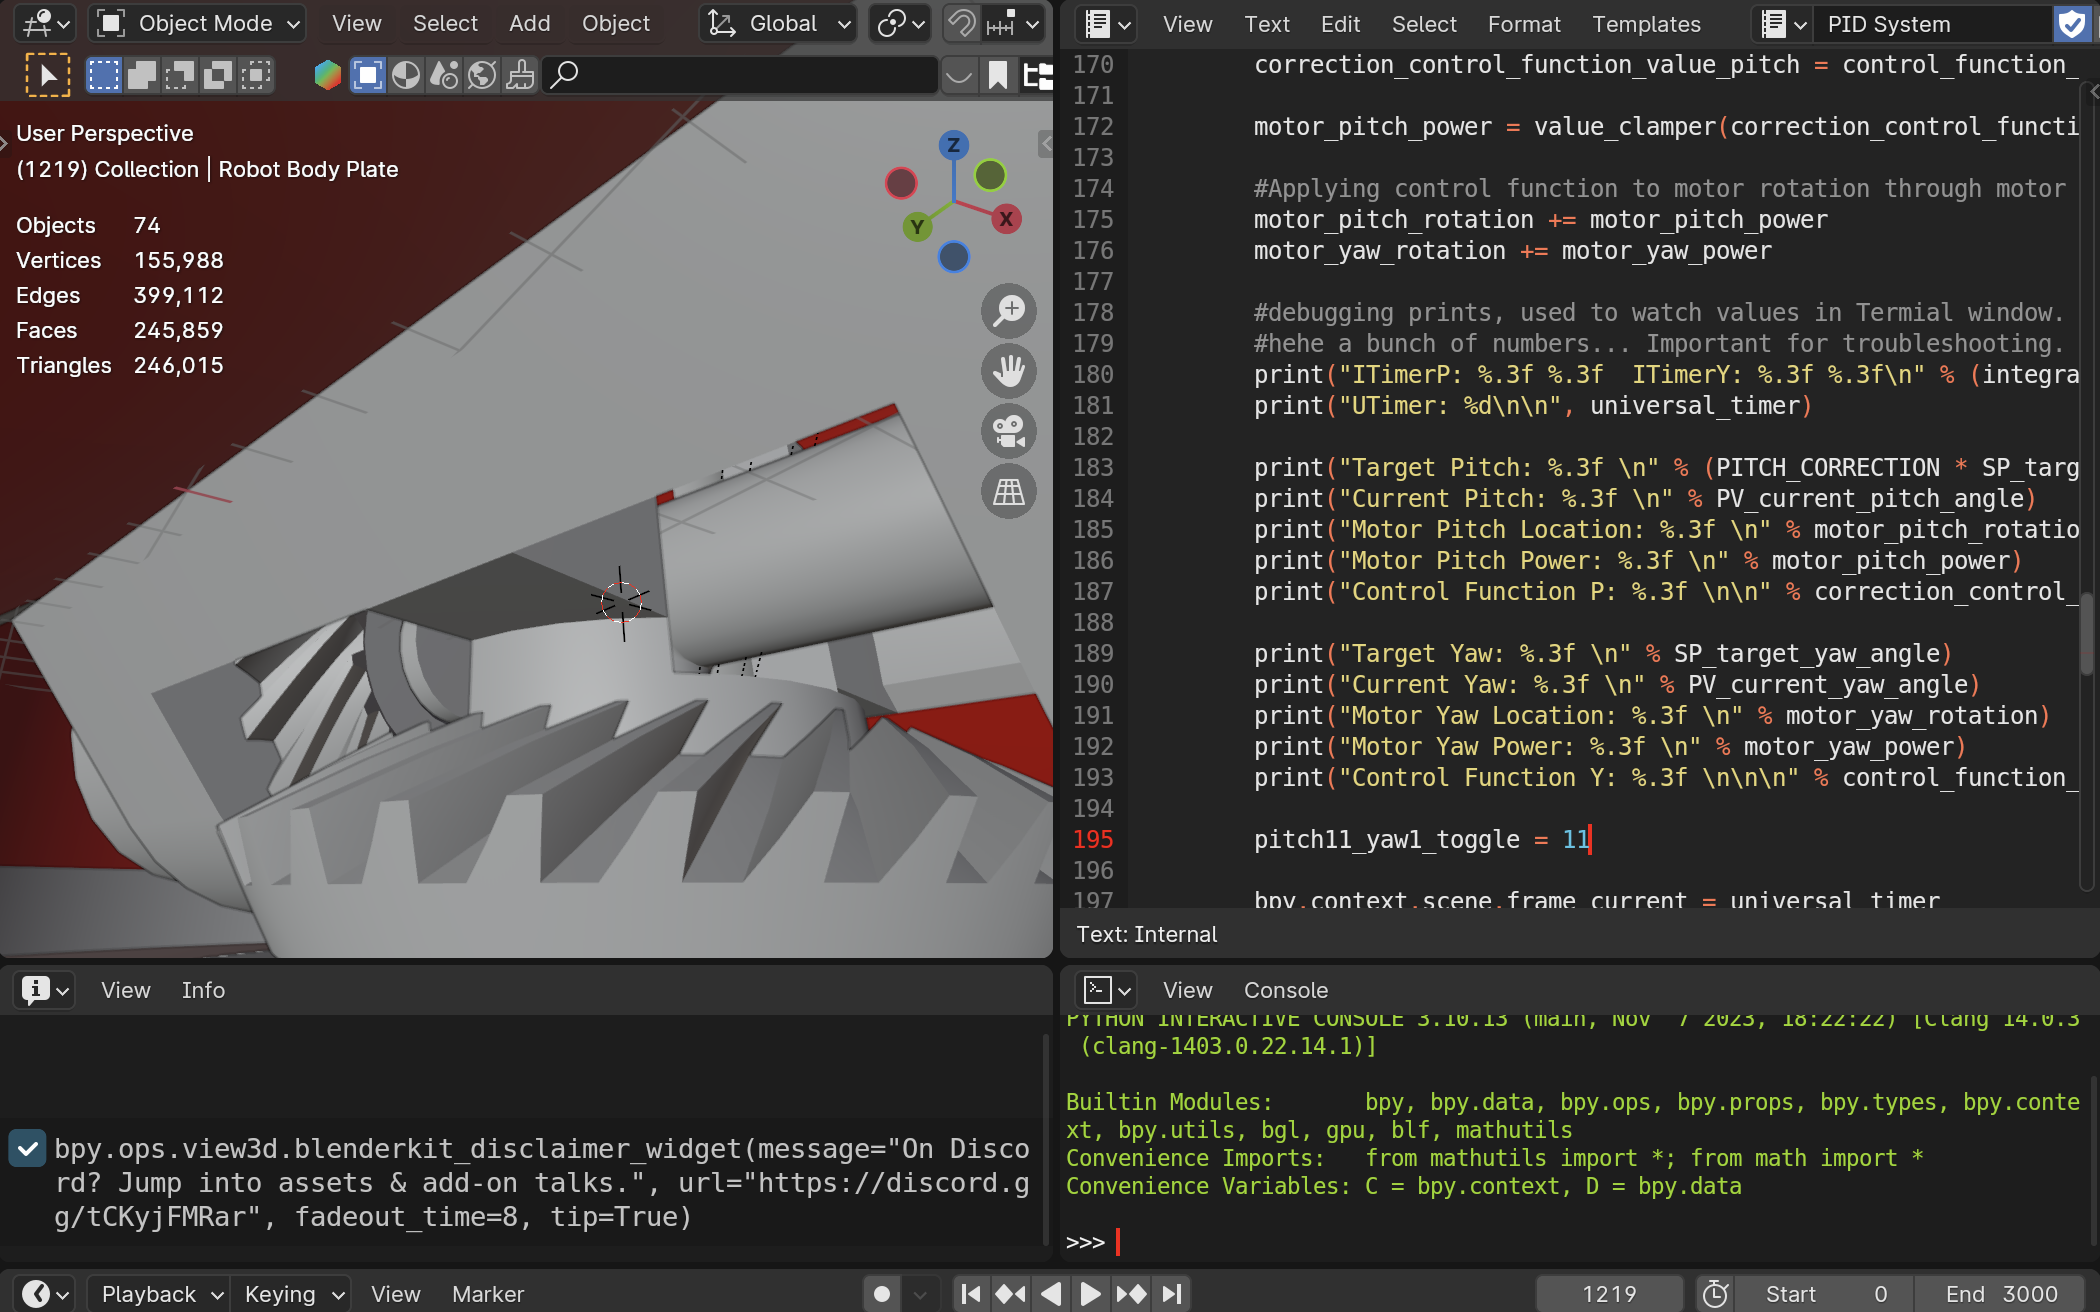 Object Mode
View Select Add Object
Global
View Text Edit Select Format Templates
PID System
User Perspective
(1219) Collection | Robot Body Plate
Objects 74
Vertices 155,988
Edges 399,112
Faces 245,859
Triangles 246,015
Z
Y
X
170 correction_control_function_value_pitch = control_function_
171
172 motor_pitch_power = value_clamper(correction_control_functi
173
174 #Applying control function to motor rotation through motor
175 motor_pitch_rotation += motor_pitch_power
176 motor_yaw_rotation += motor_yaw_power
177
178 #debugging prints, used to watch values in Termial window.
179 #hehe a bunch of numbers... Important for troubleshooting.
180 print("ITimerP: %.3f %.3f  ITimerY: %.3f %.3f\n" % (integra
181 print("UTimer: %d\n\n", universal_timer)
182
183 print("Target Pitch: %.3f \n" % (PITCH_CORRECTION * SP_targ
184 print("Current Pitch: %.3f \n" % PV_current_pitch_angle)
185 print("Motor Pitch Location: %.3f \n" % motor_pitch_rotatio
186 print("Motor Pitch Power: %.3f \n" % motor_pitch_power)
187 print("Control Function P: %.3f \n\n" % correction_control_
188
189 print("Target Yaw: %.3f \n" % SP_target_yaw_angle)
190 print("Current Yaw: %.3f \n" % PV_current_yaw_angle)
191 print("Motor Yaw Location: %.3f \n" % motor_yaw_rotation)
192 print("Motor Yaw Power: %.3f \n" % motor_yaw_power)
193 print("Control Function Y: %.3f \n\n\n" % control_function_
194
195 pitch11_yaw1_toggle = 11
196
197 bpy.context.scene.frame_current = universal_timer
Text: Internal
View Info
bpy.ops.view3d.blenderkit_disclaimer_widget(message="On Disco
rd? Jump into assets & add-on talks.", url="https://discord.g
g/tCKyjFMRar", fadeout_time=8, tip=True)
View Console
PYTHON INTERACTIVE CONSOLE 3.10.13 (main, Nov  7 2023, 18:22:22) [Clang 14.0.3
(clang-1403.0.22.14.1)]
Builtin Modules: bpy, bpy.data, bpy.ops, bpy.props, bpy.types, bpy.conte
xt, bpy.utils, bgl, gpu, blf, mathutils
Convenience Imports: from mathutils import *; from math import *
Convenience Variables: C = bpy.context, D = bpy.data
>>>
Playback Keying View Marker
1219 Start 0 End 3000